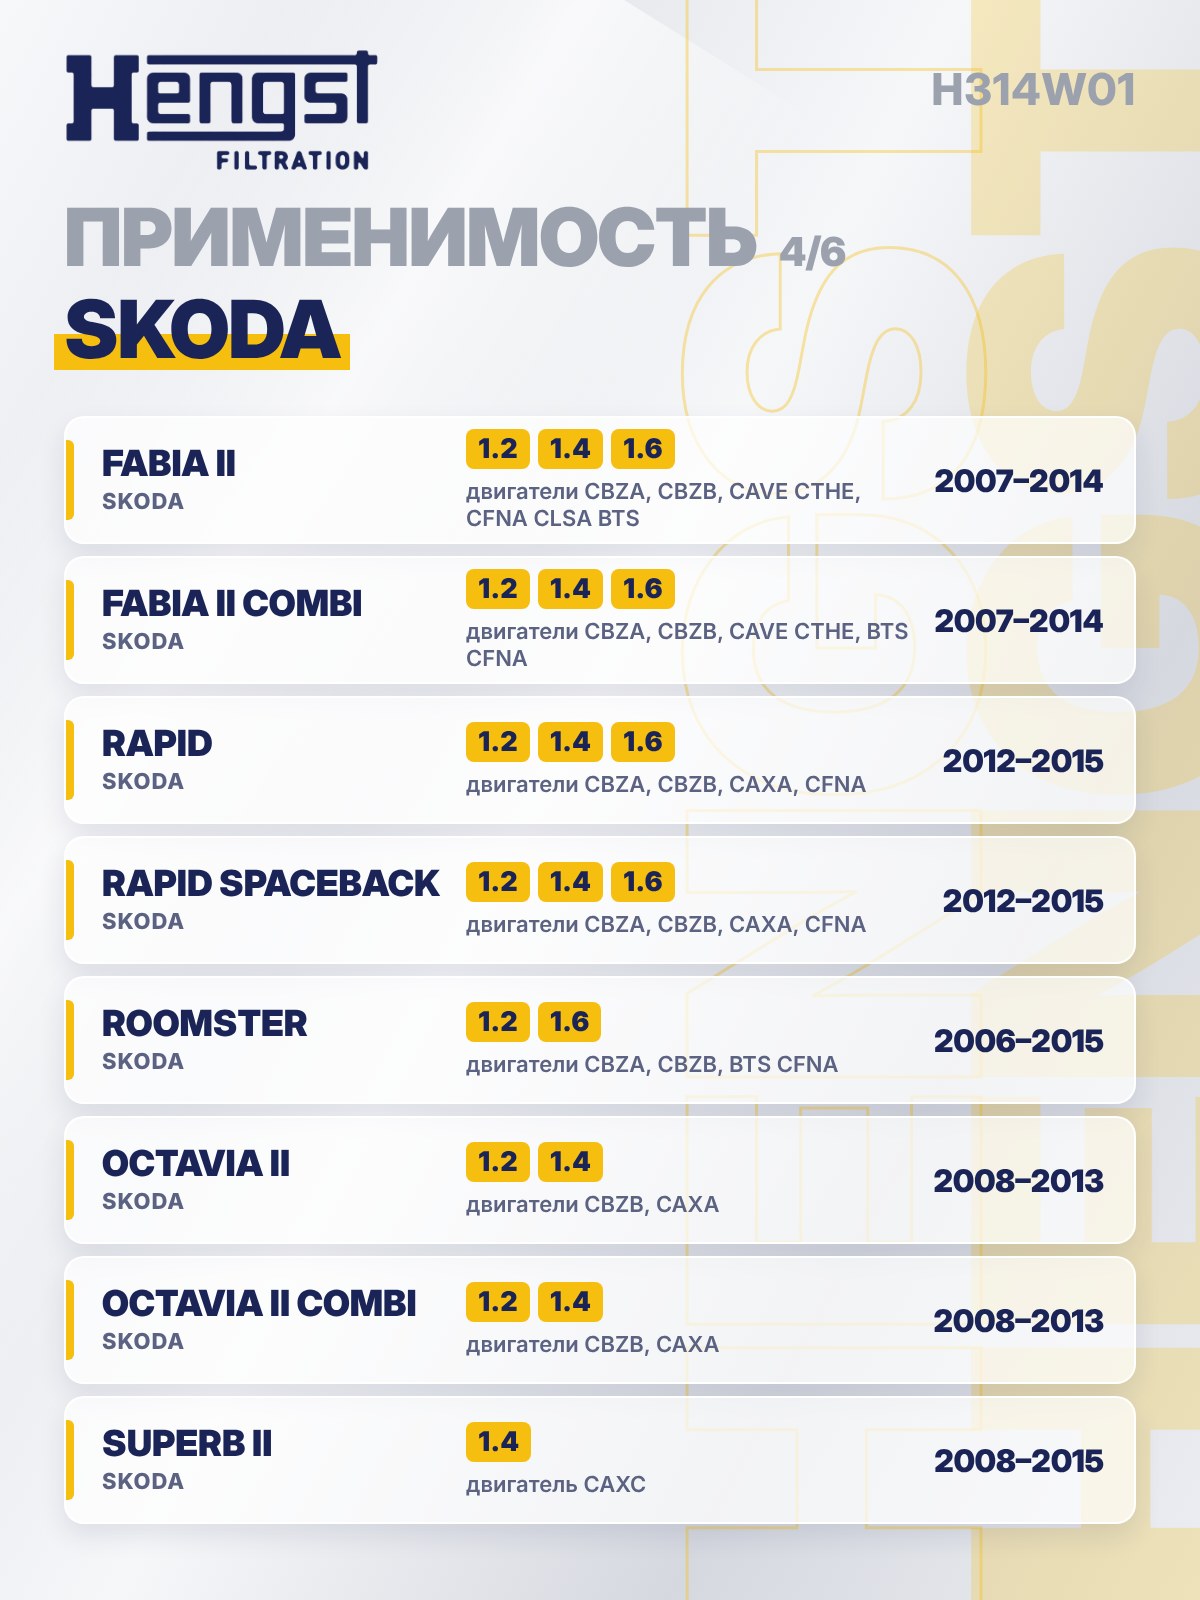 Hengst
FILTRATION
H314W01
ПРИМЕНИМОСТЬ 4/6
SKODA
FABIA II
SKODA
1.2 1.4 1.6
двигатели CBZA, CBZB, CAVE CTHE,
CFNA CLSA BTS
2007–2014
FABIA II COMBI
SKODA
1.2 1.4 1.6
двигатели CBZA, CBZB, CAVE CTHE, BTS
CFNA
2007–2014
RAPID
SKODA
1.2 1.4 1.6
двигатели CBZA, CBZB, CAXA, CFNA
2012–2015
RAPID SPACEBACK
SKODA
1.2 1.4 1.6
двигатели CBZA, CBZB, CAXA, CFNA
2012–2015
ROOMSTER
SKODA
1.2 1.6
двигатели CBZA, CBZB, BTS CFNA
2006–2015
OCTAVIA II
SKODA
1.2 1.4
двигатели CBZB, CAXA
2008–2013
OCTAVIA II COMBI
SKODA
1.2 1.4
двигатели CBZB, CAXA
2008–2013
SUPERB II
SKODA
1.4
двигатель CAXC
2008–2015
HENGST
HENGST